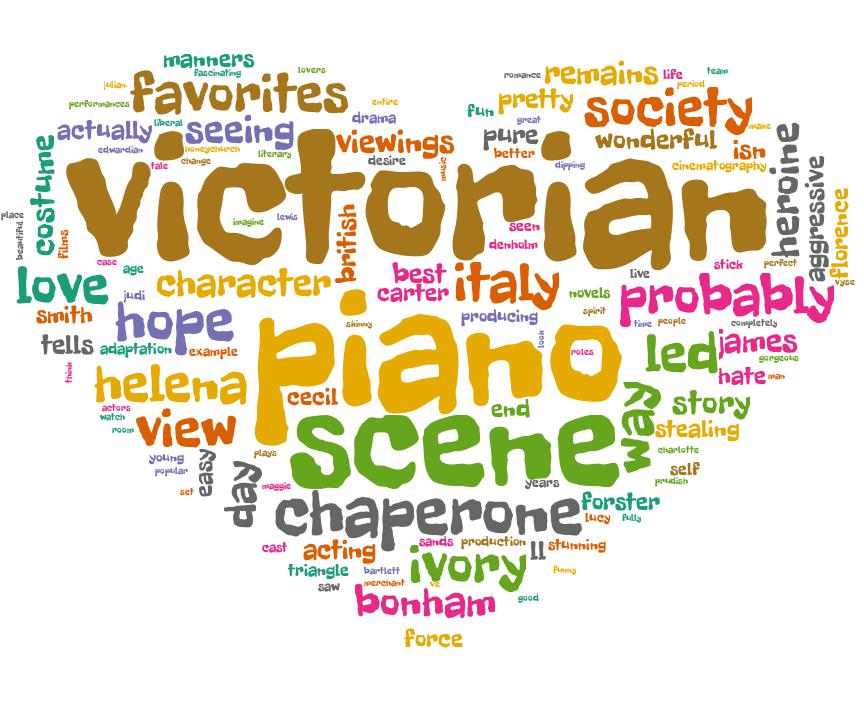 manners
fascinating
lovers
julian
favorites
performances
entire
romance
remains
life
team
period
fun
pretty
great
society
make
actually
liberal
seeing
drama
viewings
pure
better
wonderful
isn
edwardian
honeychurch
tale
change
literary
desire
music
dipping
cinematography
costume
heroine
aggressive
florence
victorian
place
beautiful
films
imagine
lewis
british
seen
denholm
case
age
love
judi
character
best
carter
italy
live
stick
perfect
vyse
novels
probably
smith
hope
skinny
producing
spirit
time
people
completely
tells
adaptation
example
piano
look
roles
led
james
gorgeous
think
helena
cecil
hate
man
actors
watch
room
view
end
scene
way
story
stealing
charlotte
young
popular
easy
plays
day
maggie
set
self
prudish
years
chaperone
forster
lucy
fully
cast
acting
sands
production
ll
stunning
triangle
bartlett
ivory
funny
saw
merchant
ve
bonham
good
force